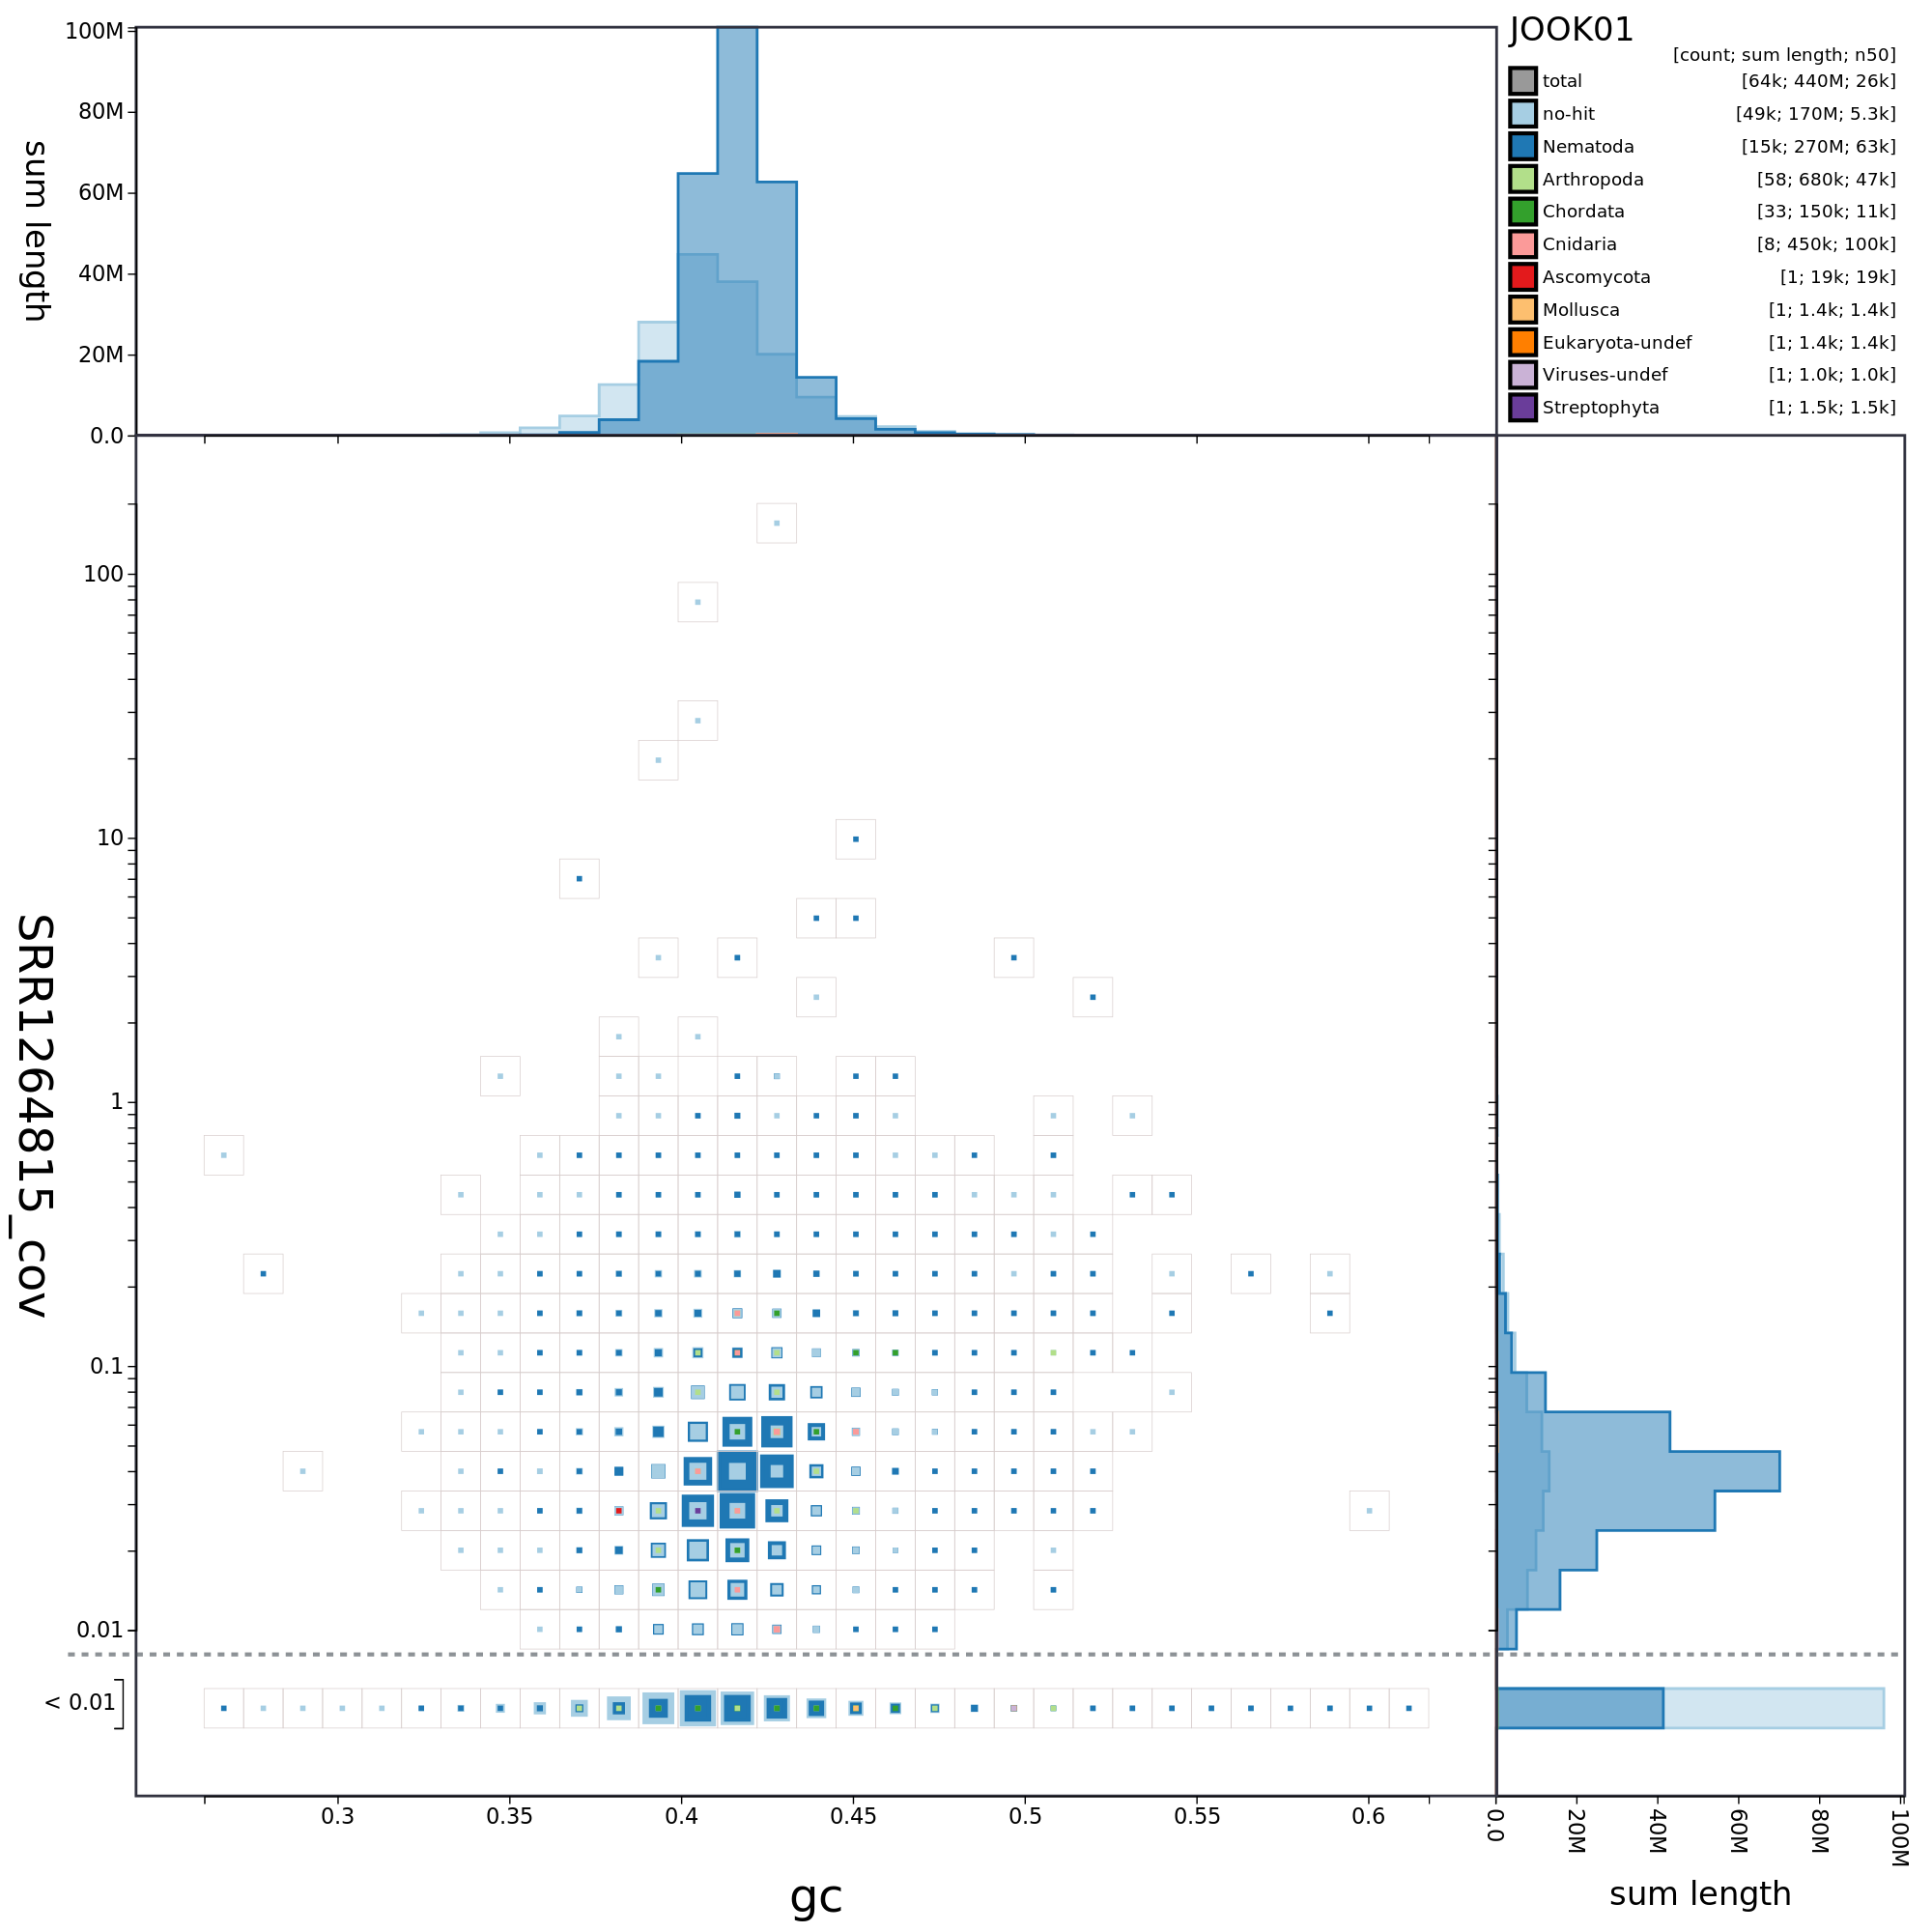 JOOK01
[count; sum length; n50]
total [64k; 440M; 26k]
no-hit [49k; 170M; 5.3k]
Nematoda [15k; 270M; 63k]
Arthropoda [58; 680k; 47k]
Chordata [33; 150k; 11k]
Cnidaria [8; 450k; 100k]
Ascomycota [1; 19k; 19k]
Mollusca [1; 1.4k; 1.4k]
Eukaryota-undef [1; 1.4k; 1.4k]
Viruses-undef [1; 1.0k; 1.0k]
Streptophyta [1; 1.5k; 1.5k]
sum length
100M
80M
60M
40M
20M
0.0
SRR1264815_cov
100
10
1
0.1
0.01
< 0.01
0.3 0.35 0.4 0.45 0.5 0.55 0.6
gc
0.0 20M 40M 60M 80M 100M
sum length